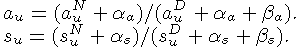 a_u = (a_u^N + α_a)/(a_u^D + α_a + β_a).
s_u = (s_u^N + α_s)/(s_u^D + α_s + β_s).